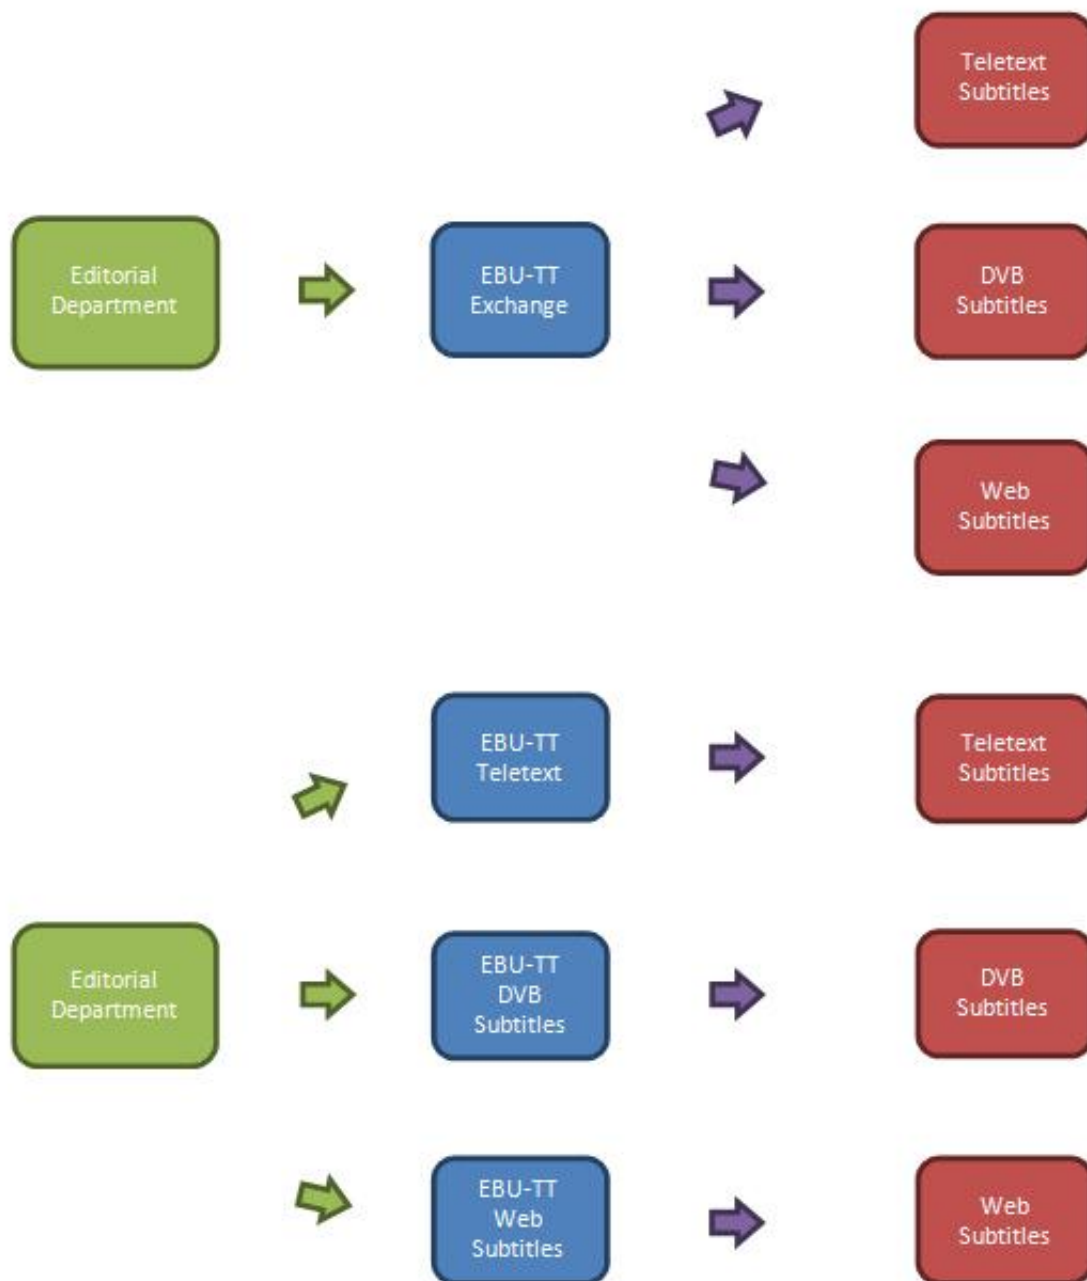 Teletext
Subtitles
Editorial
Department
EBU-TT
Exchange
DVB
Subtitles
Web
Subtitles
EBU-TT
Teletext
Teletext
Subtitles
Editorial
Department
EBU-TT
DVB
Subtitles
DVB
Subtitles
EBU-TT
Web
Subtitles
Web
Subtitles